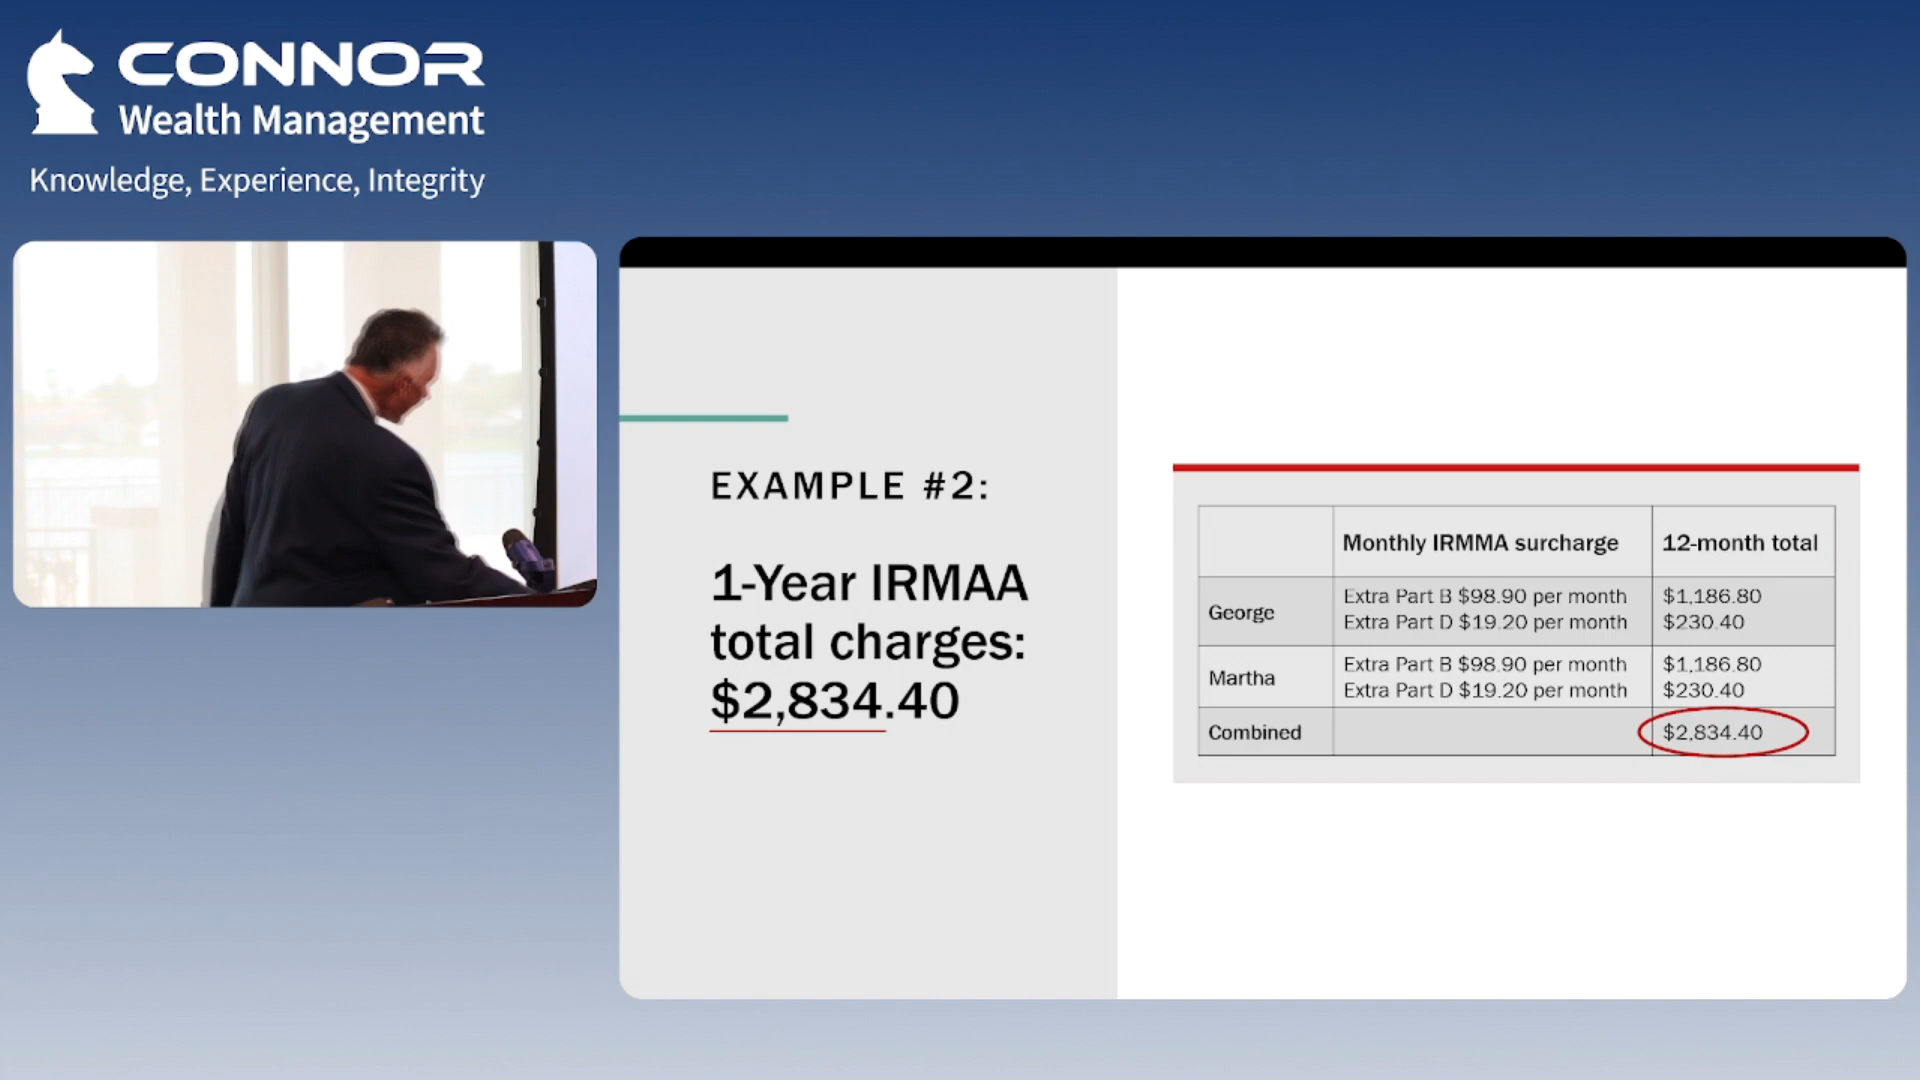 CONNOR
Wealth Management
Knowledge, Experience, Integrity
EXAMPLE #2:
1-Year IRMAA
total charges:
$2,834.40
Monthly IRMMA surcharge 12-month total
George
Extra Part B $98.90 per month $1,186.80
Extra Part D $19.20 per month $230.40
Martha
Extra Part B $98.90 per month $1,186.80
Extra Part D $19.20 per month $230.40
Combined $2,834.40